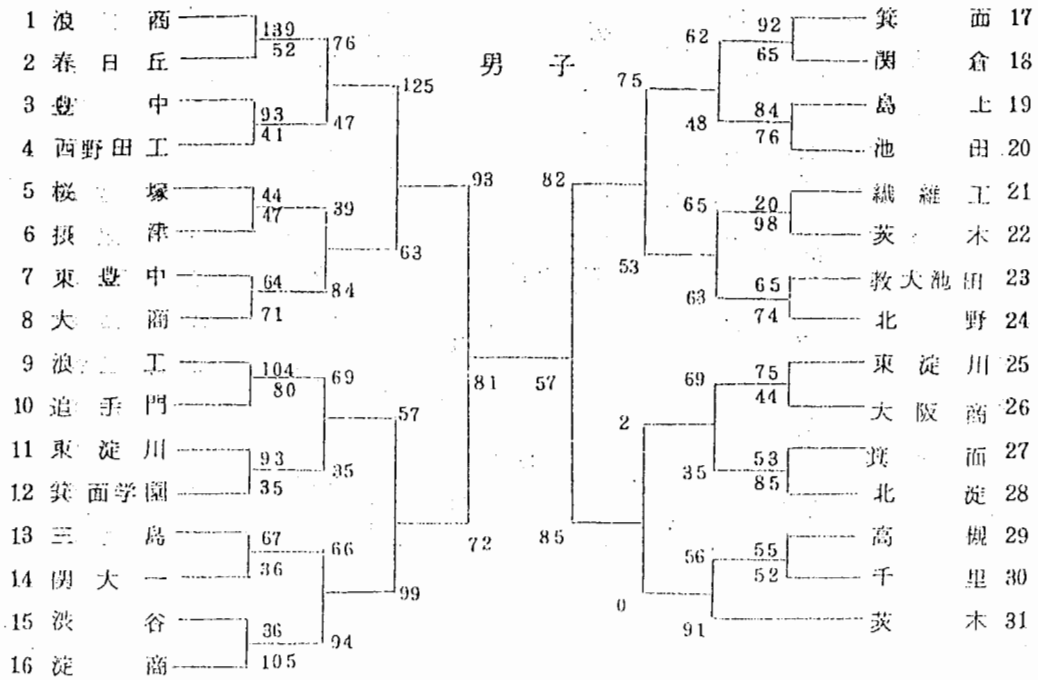 男子
1 浪商
2 春日丘
139
52
76
3 豊中
4 西野田工
93
41
47
125
5 桜塚
6 摂津
44
47
39
7 東豊中
8 大商
64
71
84
63
93
9 浪工
10 追手門
104
80
69
11 東淀川
12 箕面学園
93
35
35
57
13 三島
14 関大一
67
36
66
15 渋谷
16 淀商
36
105
94
99
72
81 57
箕面 17
関倉 18
92
65
62
島上 19
池田 20
84
76
48
75
繊維工 21
茨木 22
20
98
65
教大池田 23
北野 24
65
74
63
53
82
東淀川 25
大阪商 26
75
44
69
箕面 27
北淀 28
53
85
35
2
高槻 29
千里 30
55
52
56
茨木 31
91
0
85